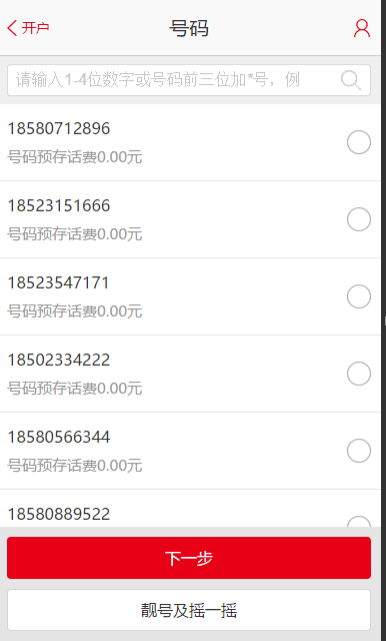 开户
号码
请输入1-4位数字或号码前三位加*号，例
18580712896
号码预存话费0.00元
18523151666
号码预存话费0.00元
18523547171
号码预存话费0.00元
18502334222
号码预存话费0.00元
18580566344
号码预存话费0.00元
18580889522
下一步
靓号及摇一摇